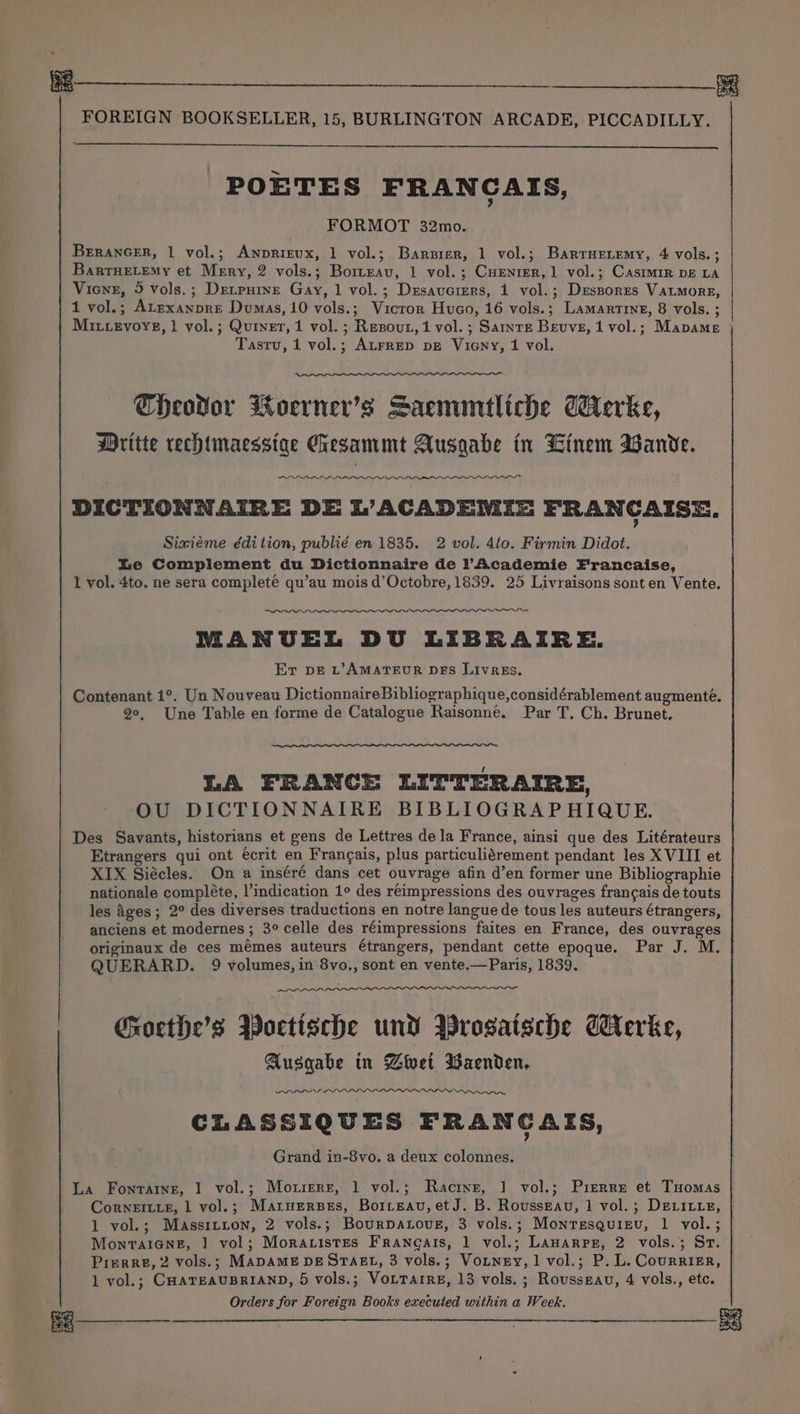 FOREIGN BOOKSELLER, 15, BURLINGTON ARCADE, PICCADILLY.
POËTES FRANÇAIS,
FORMOT 32mo.
BERANGER, 1 vol.; ANDRIEUX, 1 vol.; BARBIER, 1 vol.; BARTHELEMY, 4 vols.;
BARTHELEMY et MERY, 2 vols.; BOILEAU, 1 vol.; CHENIER, 1 vol.; CASIMIR DE LA
VIGNE, 5 vols.; DELPHINE GAY, 1 vol.; DESAUGIERS, 1 vol.; DESBORES VALMORE,
1 vol.; ALEXANDRE DUMAS, 10 vols.; VICTOR HUGO, 16 vols.; LAMARTINE, 8 vols.;
MILLEVOYE, 1 vol.; QUINET, 1 vol.; REBOUL, 1 vol.; SAINTE BEUVE, 1 vol.; MADAME
TASTU, 1 vol.; ALFRED DE VIGNY, 1 vol.
Theodor Koerner's Saemmtliche Werke,
Dritte rechtmaessige Gesammt Ausgabe in Einem Bande.
DICTIONNAIRE DE L'ACADEMIE FRANÇAISE.
Sixième édition, publié en 1835. 2 vol. 4to. Firmin Didot.
Le Complement du Dictionnaire de l'Academie Francaise,
1 vol. 4to. ne sera completé qu'au mois d'Octobre, 1839. 25 Livraisons sont en Vente.
MANUEL DU LIBRAIRE.
ET DE L'AMATEUR DES LIVRES.
Contenant 1°. Un Nouveau DictionnaireBibliographique, considérablement augmenté.
2°. Une Table en forme de Catalogue Raisonné. Par T. Ch. Brunet.
LA FRANCE LITTÉRAIRE,
OU DICTIONNAIRE BIBLIOGRAPHIQUE.
Des Savants, historians et gens de Lettres de la France, ainsi que des Litérateurs
Etrangers qui ont écrit en Français, plus particulièrement pendant les XVIII et
XIX Siècles. On a inséré dans cet ouvrage afin d'en former une Bibliographie
nationale complète, l'indication 1° des réimpressions des ouvrages français de touts
les âges; 2° des diverses traductions en notre langue de tous les auteurs étrangers,
anciens et modernes; 3° celle des réimpressions faites en France, des ouvrages
originaux de ces mêmes auteurs étrangers, pendant cette epoque. Par J. M.
QUERARD. 9 volumes, in 8vo., sont en vente.—Paris, 1839.
Goethe's Poetische und Prosaische Werke,
Ausgabe in Zwei Baenden.
CLASSIQUES FRANÇAIS,
Grand in-8vo. a deux colonnes.
LA FONTAINE, 1 vol.; MOLIERE, 1 vol.; RACINE, 1 vol.; PIERRE et THOMAS
CORNEILLE, 1 vol.; MALHERBES, BOILEAU, et J. B. ROUSSEAU, 1 vol.; DELILLE,
1 vol.; MASSILLON, 2 vols.; BOURDALOUE, 3 vols.; MONTESQUIEU, 1 vol.;
MONTAIGNE, 1 vol; MORALISTES FRANÇAIS, 1 vol.; LAHARPE, 2 vols.; ST.
PIERRE, 2 vols.; MADAME DE STAEL, 3 vols.; VOLNEY, 1 vol.; P. L. COURRIER,
1 vol.; CHATEAUBRIAND, 5 vols.; VOLTAIRE, 13 vols.; ROUSSEAU, 4 vols., etc.
Orders for Foreign Books executed within a Week.